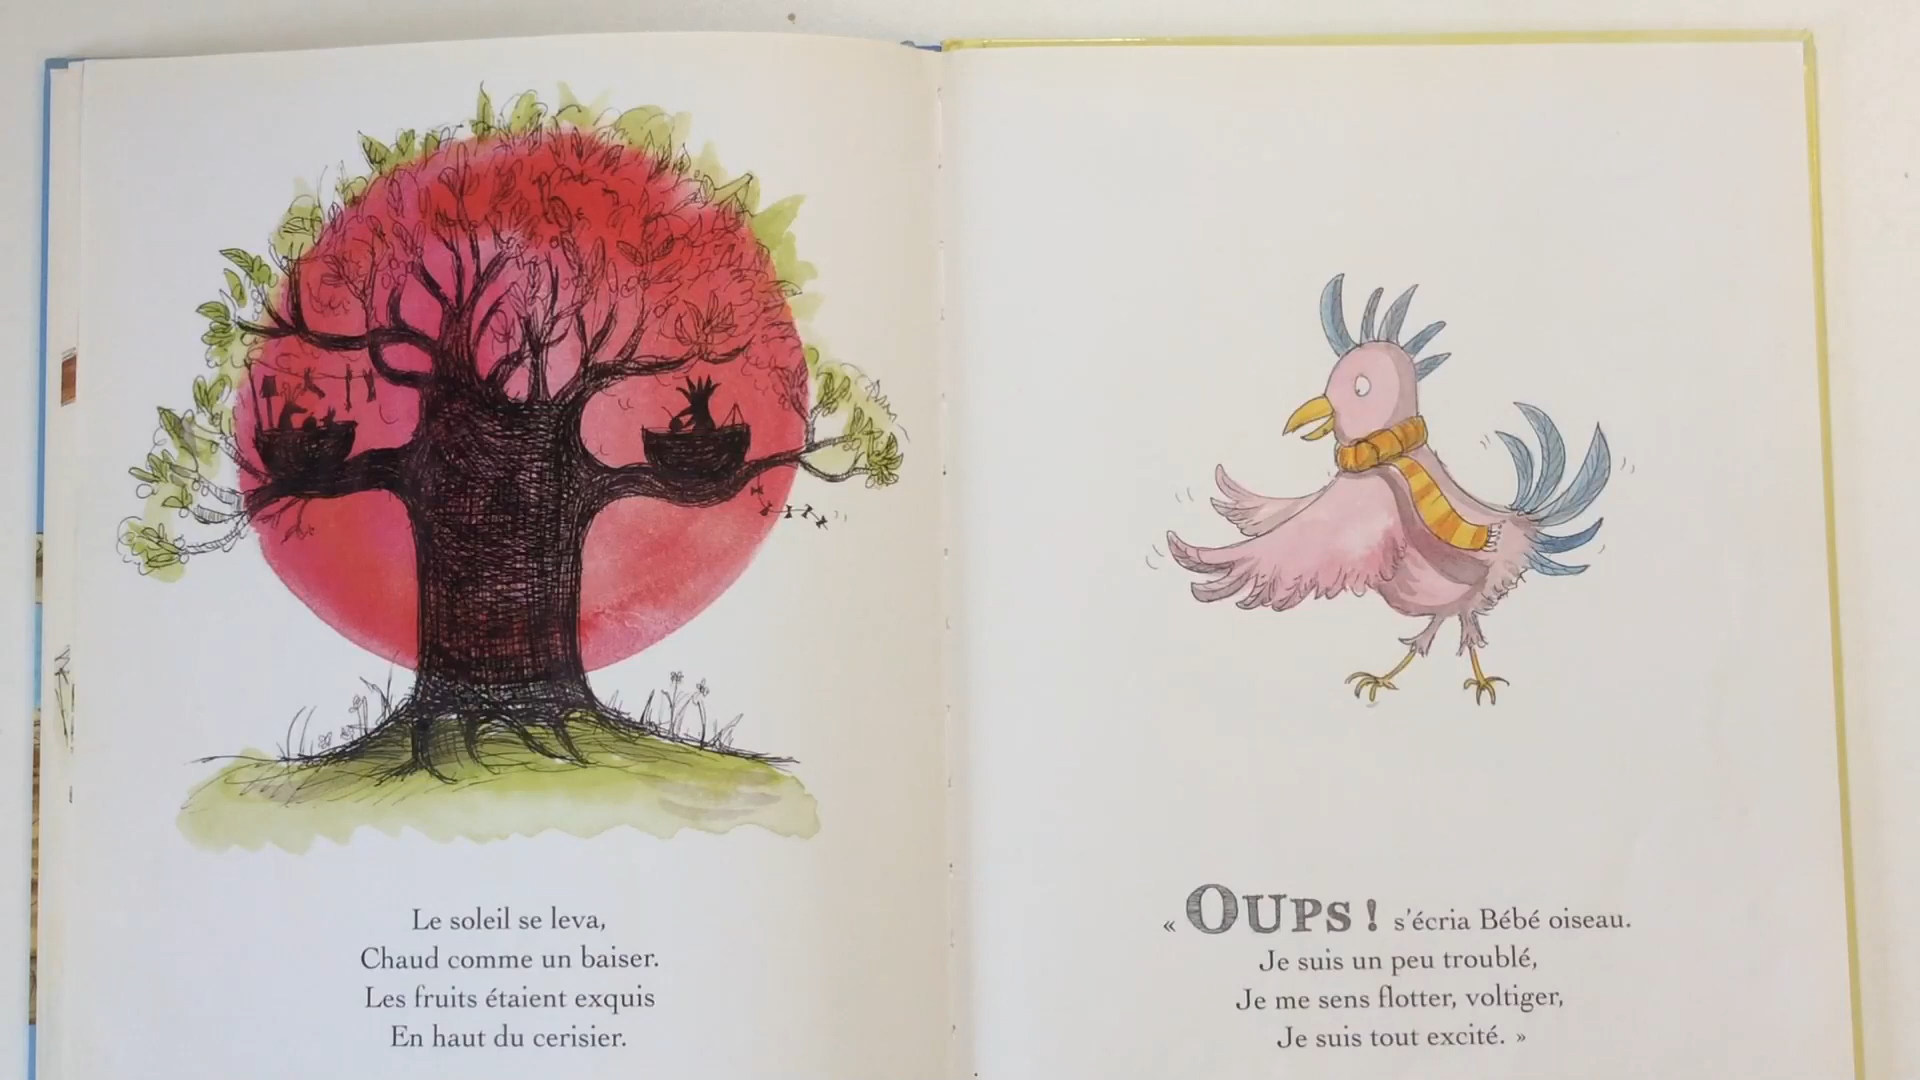 Le soleil se leva,
Chaud comme un baiser.
Les fruits étaient exquis
En haut du cerisier.
« OUPS ! s'écria Bébé oiseau.
Je suis un peu troublé,
Je me sens flotter, voltiger,
Je suis tout excité. »